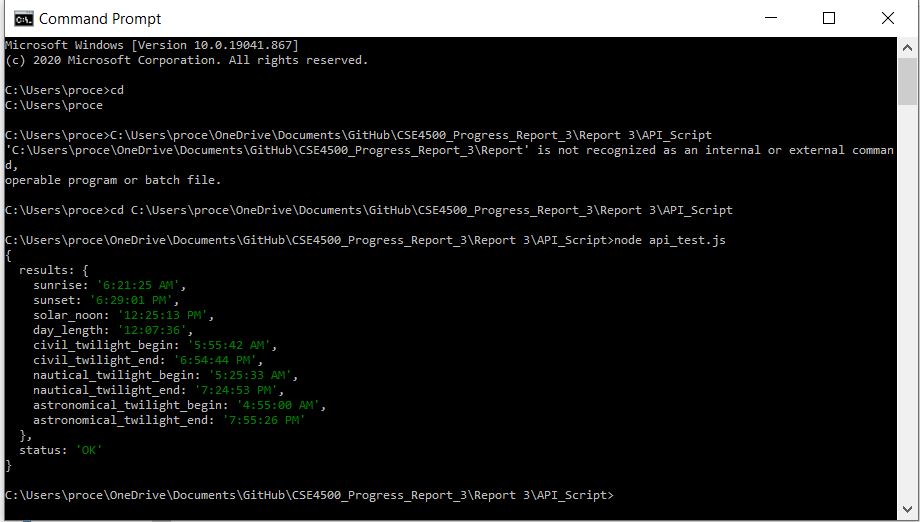 Command Prompt
Microsoft Windows [Version 10.0.19041.867]
(c) 2020 Microsoft Corporation. All rights reserved.
C:\Users\proce>cd
C:\Users\proce
C:\Users\proce>C:\Users\proce\OneDrive\Documents\GitHub\CSE4500_Progress_Report_3\Report 3\API_Script
'C:\Users\proce\OneDrive\Documents\GitHub\CSE4500_Progress_Report_3\Report' is not recognized as an internal or external comman
d,
operable program or batch file.
C:\Users\proce>cd C:\Users\proce\OneDrive\Documents\GitHub\CSE4500_Progress_Report_3\Report 3\API_Script
C:\Users\proce\OneDrive\Documents\GitHub\CSE4500_Progress_Report_3\Report 3\API_Script>node api_test.js
{
  results: {
    sunrise: '6:21:25 AM',
    sunset: '6:29:01 PM',
    solar_noon: '12:25:13 PM',
    day_length: '12:07:36',
    civil_twilight_begin: '5:55:42 AM',
    civil_twilight_end: '6:54:44 PM',
    nautical_twilight_begin: '5:25:33 AM',
    nautical_twilight_end: '7:24:53 PM',
    astronomical_twilight_begin: '4:55:00 AM',
    astronomical_twilight_end: '7:55:26 PM'
  },
  status: 'OK'
}
C:\Users\proce\OneDrive\Documents\GitHub\CSE4500_Progress_Report_3\Report 3\API_Script>